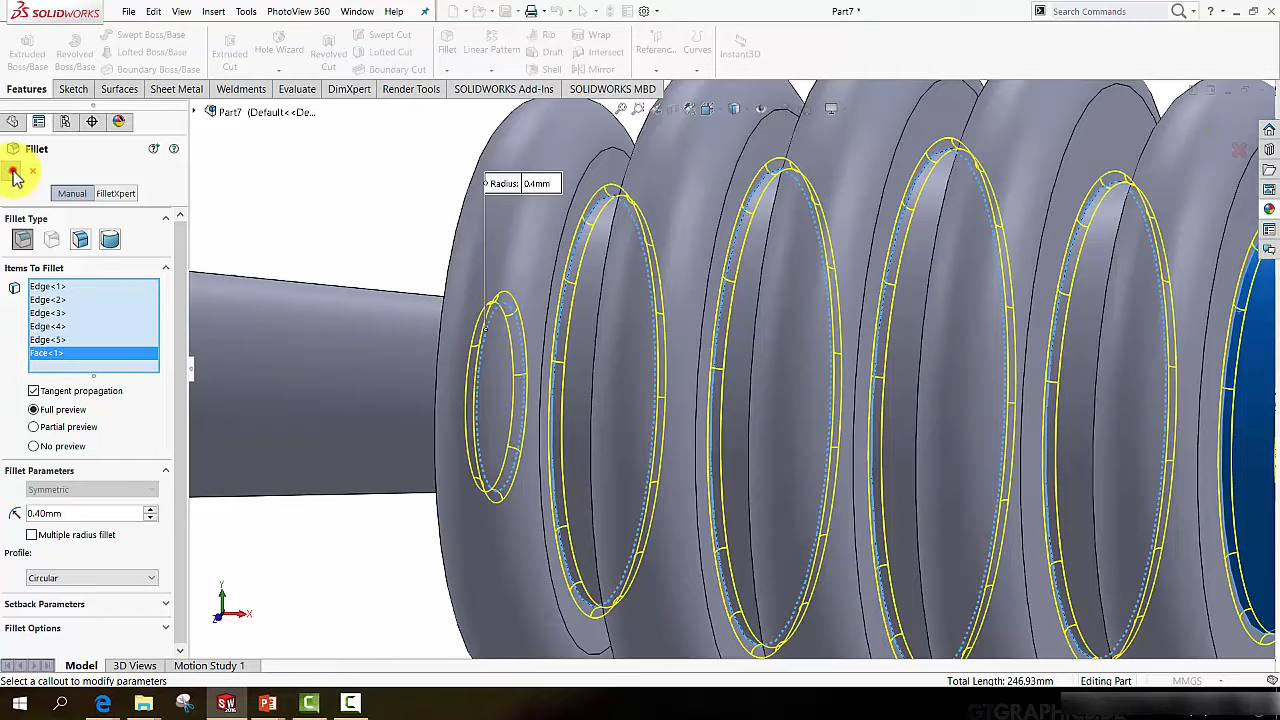 SOLIDWORKS File Edit View Insert Tools PhotoView 360 Window Help Part7 * Search Commands
Extruded Boss/Base
Revolved Boss/Base
Swept Boss/Base
Lofted Boss/Base
Boundary Boss/Base
Extruded Cut
Hole Wizard
Revolved Cut
Swept Cut
Lofted Cut
Boundary Cut
Fillet
Linear Pattern
Rib
Draft
Shell
Wrap
Intersect
Mirror
Referenc...
Curves
Instant3D
Features Sketch Surfaces Sheet Metal Weldments Evaluate DimXpert Render Tools SOLIDWORKS Add-Ins SOLIDWORKS MBD
Part7 (Default<<De...
Fillet
Manual FilletXpert
Fillet Type
Items To Fillet
Edge<1>
Edge<2>
Edge<3>
Edge<4>
Edge<5>
Face<1>
Tangent propagation
Full preview
Partial preview
No preview
Fillet Parameters
Symmetric
0.40mm
Multiple radius fillet
Profile:
Circular
Setback Parameters
Fillet Options
Radius: 0.4mm
Y
X
Z
Model 3D Views Motion Study 1
Select a callout to modify parameters Total Length: 246.93mm Editing Part MMGS
GTGRAPHICS